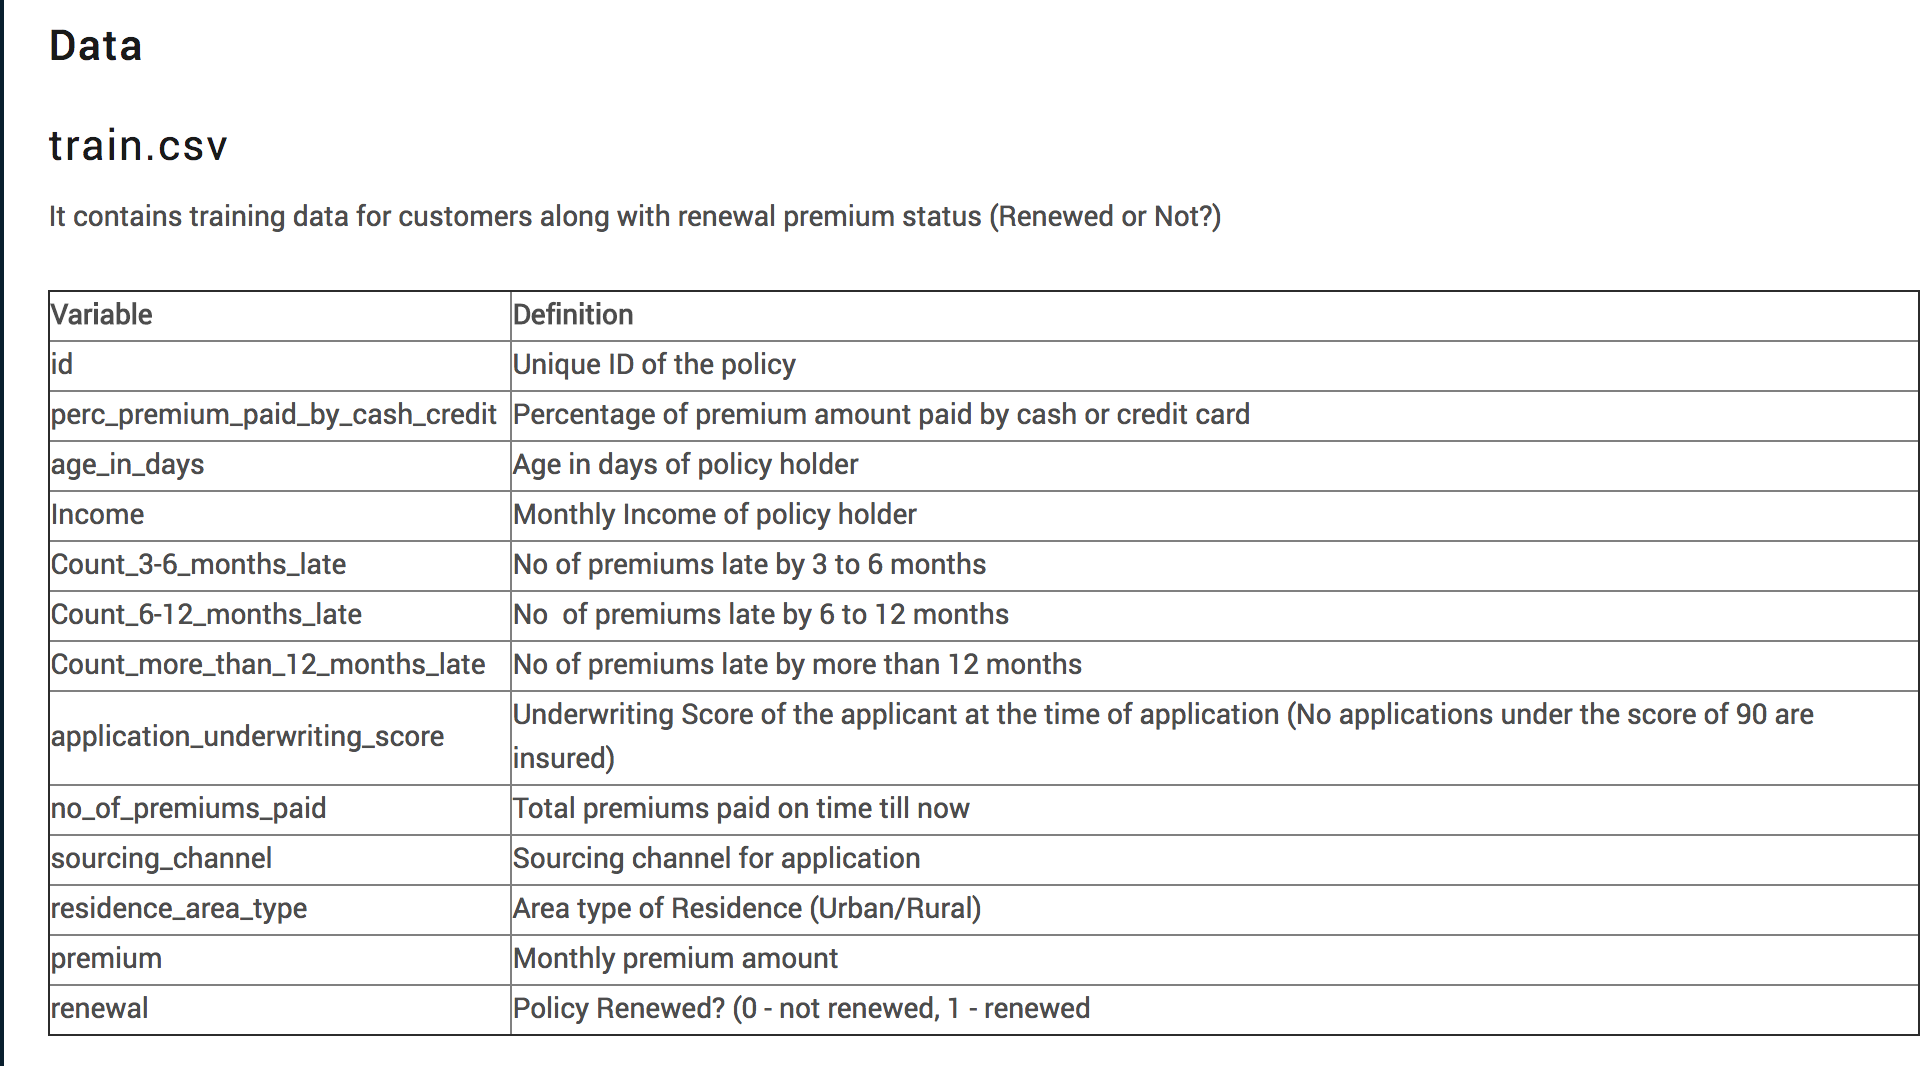 Data
train.csv
It contains training data for customers along with renewal premium status (Renewed or Not?)
Variable Definition
id Unique ID of the policy
perc_premium_paid_by_cash_credit Percentage of premium amount paid by cash or credit card
age_in_days Age in days of policy holder
Income Monthly Income of policy holder
Count_3-6_months_late No of premiums late by 3 to 6 months
Count_6-12_months_late No  of premiums late by 6 to 12 months
Count_more_than_12_months_late No of premiums late by more than 12 months
application_underwriting_score Underwriting Score of the applicant at the time of application (No applications under the score of 90 are
insured)
no_of_premiums_paid Total premiums paid on time till now
sourcing_channel Sourcing channel for application
residence_area_type Area type of Residence (Urban/Rural)
premium Monthly premium amount
renewal Policy Renewed? (0 - not renewed, 1 - renewed